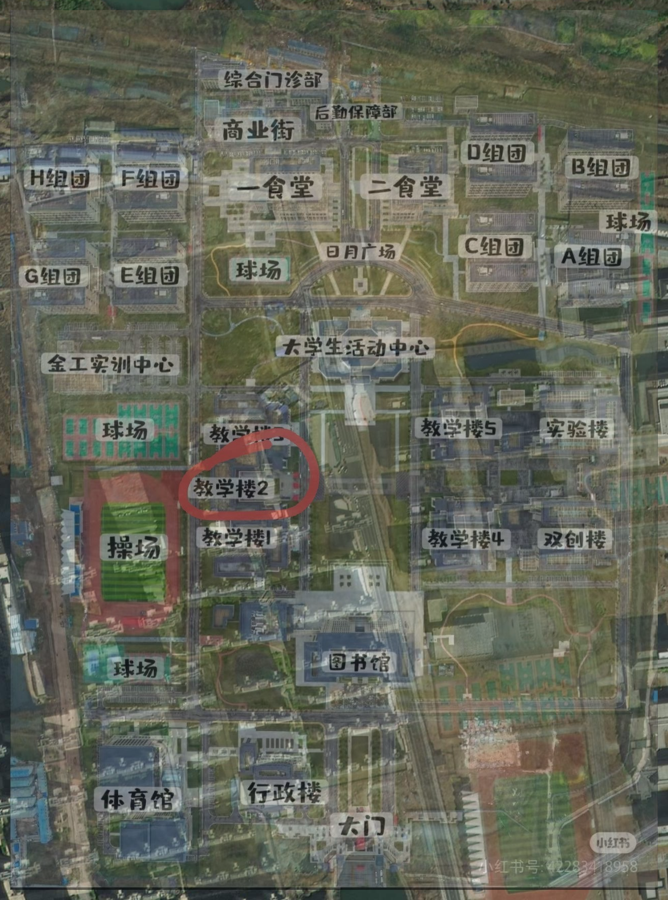 综合门诊部
后勤保障部
商业街
D组团
B组团
H组团
F组团
一食堂
二食堂
球场
C组团
A组团
日月广场
G组团
E组团
球场
大学生活动中心
金工实训中心
球场
教学楼3
教学楼5
实验楼
教学楼2
操场
教学楼1
教学楼4
双创楼
图书馆
球场
体育馆
行政楼
大门
小红书